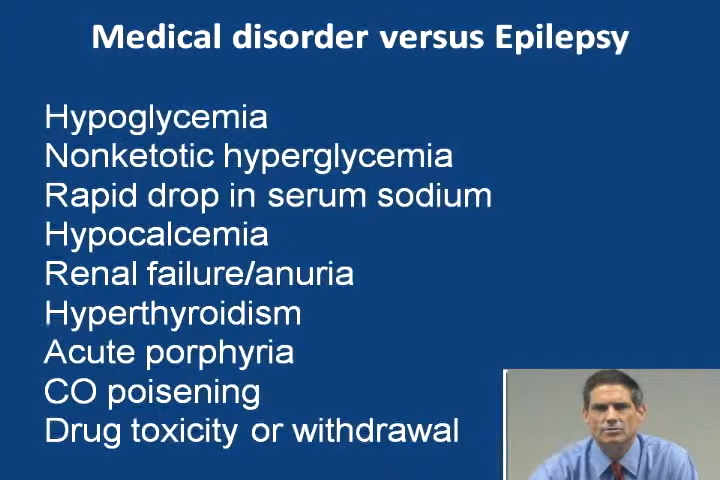 Medical disorder versus Epilepsy
Hypoglycemia
Nonketotic hyperglycemia
Rapid drop in serum sodium
Hypocalcemia
Renal failure/anuria
Hyperthyroidism
Acute porphyria
CO poisening
Drug toxicity or withdrawal